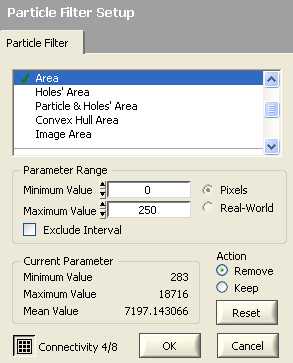 Particle Filter Setup
Particle Filter
Area
Holes' Area
Particle & Holes' Area
Convex Hull Area
Image Area
Parameter Range
Minimum Value 0 Pixels
Maximum Value 250 Real-World
Exclude Interval
Current Parameter
Minimum Value 283
Maximum Value 18716
Mean Value 7197.143066
Action
Remove
Keep
Reset
Connectivity 4/8 OK Cancel